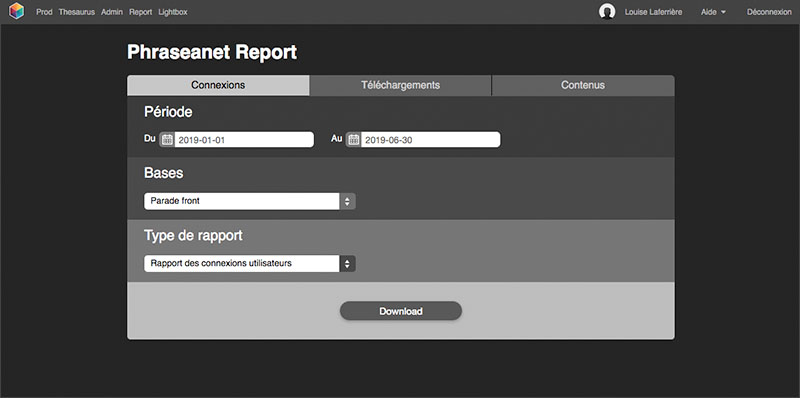 Prod Thesaurus Admin Report Lightbox Louise Laferrière Aide Déconnexion
Phraseanet Report
Connexions Téléchargements Contenus
Période
Du 2019-01-01 Au 2019-06-30
Bases
Parade front
Type de rapport
Rapport des connexions utilisateurs
Download